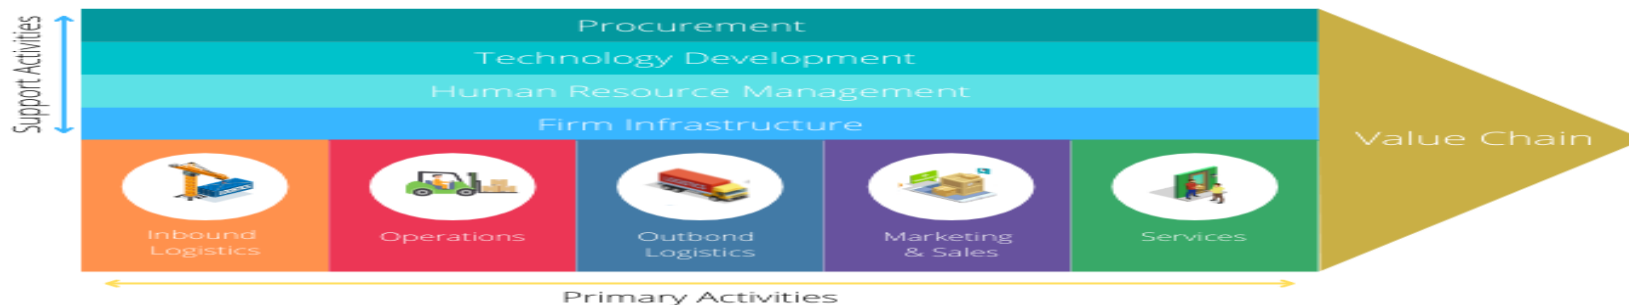 Support Activities
Procurement
Technology Development
Human Resource Management
Firm Infrastructure
Value Chain
Inbound
Logistics
Operations
Outbond
Logistics
Marketing
& Sales
Services
Primary Activities